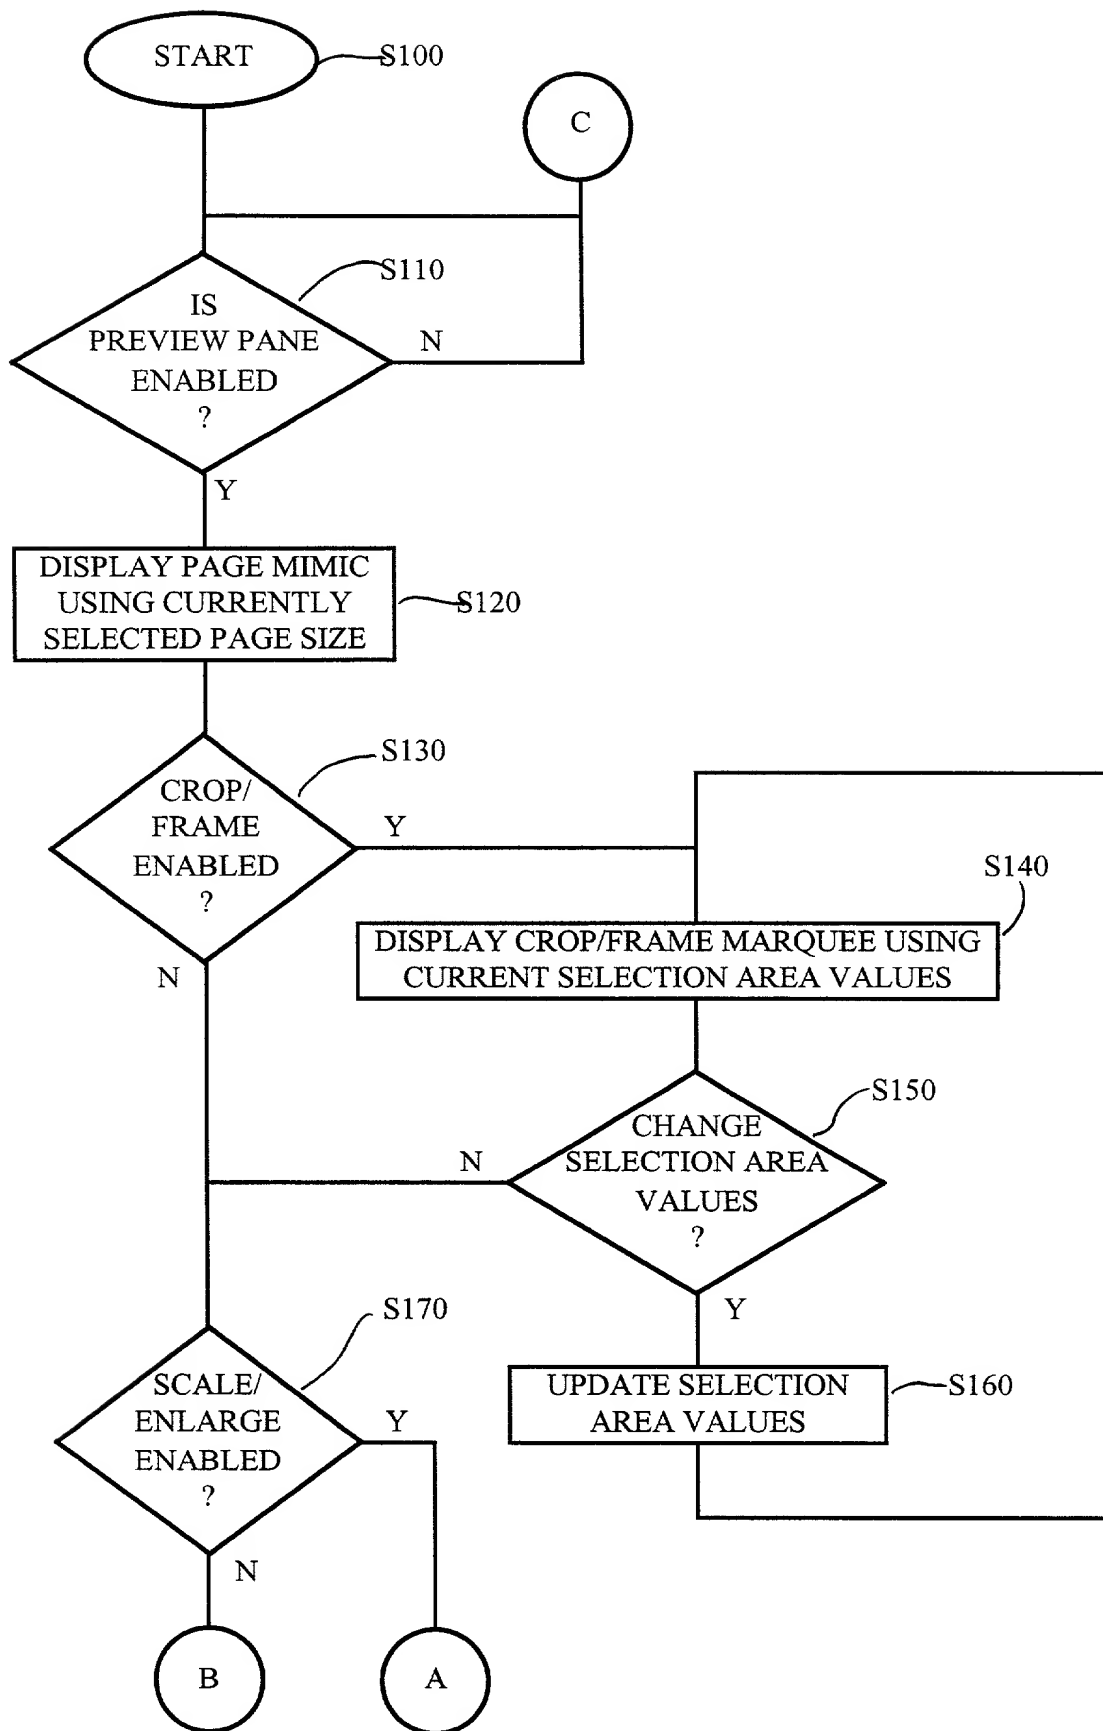 START
S100
C
S110
IS
PREVIEW PANE
ENABLED
?
N
Y
DISPLAY PAGE MIMIC
USING CURRENTLY
SELECTED PAGE SIZE
S120
S130
CROP/
FRAME
ENABLED
?
Y
N
S140
DISPLAY CROP/FRAME MARQUEE USING
CURRENT SELECTION AREA VALUES
S150
CHANGE
SELECTION AREA
VALUES
?
N
Y
S160
UPDATE SELECTION
AREA VALUES
S170
SCALE/
ENLARGE
ENABLED
?
Y
N
B
A